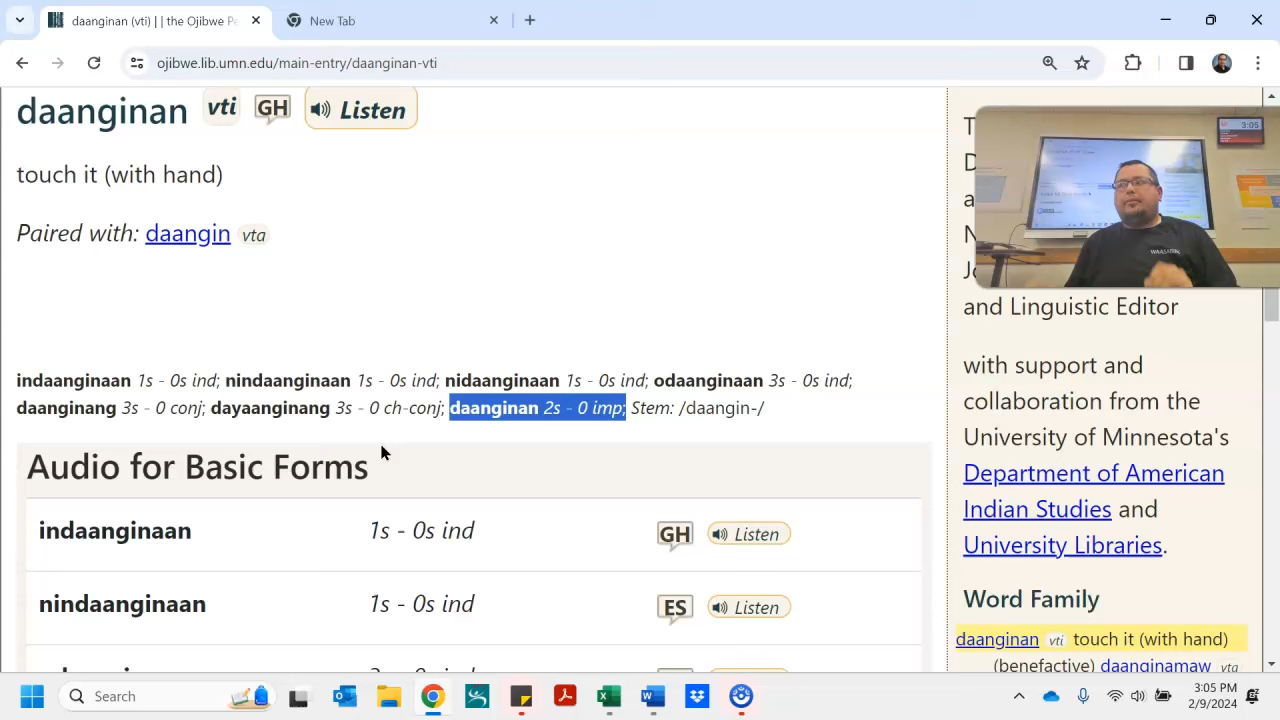 daanginan (vti) | | the Ojibwe Pe
New Tab
ojibwe.lib.umn.edu/main-entry/daanginan-vti
daanginan vti GH Listen
touch it (with hand)
Paired with: daangin vta
indaanginaan 1s - 0s ind; nindaanginaan 1s - 0s ind; nidaanginaan 1s - 0s ind; odaanginaan 3s - 0s ind;
daanginang 3s - 0 conj; dayaanginang 3s - 0 ch-conj; daanginan 2s - 0 imp; Stem: /daangin-/
Audio for Basic Forms
indaanginaan 1s - 0s ind GH Listen
nindaanginaan 1s - 0s ind ES Listen
3:05
and Linguistic Editor
with support and
collaboration from the
University of Minnesota's
Department of American
Indian Studies and
University Libraries.
Word Family
daanginan vti touch it (with hand)
(benefactive) daanginamaw vta
Search
3:05 PM
2/9/2024